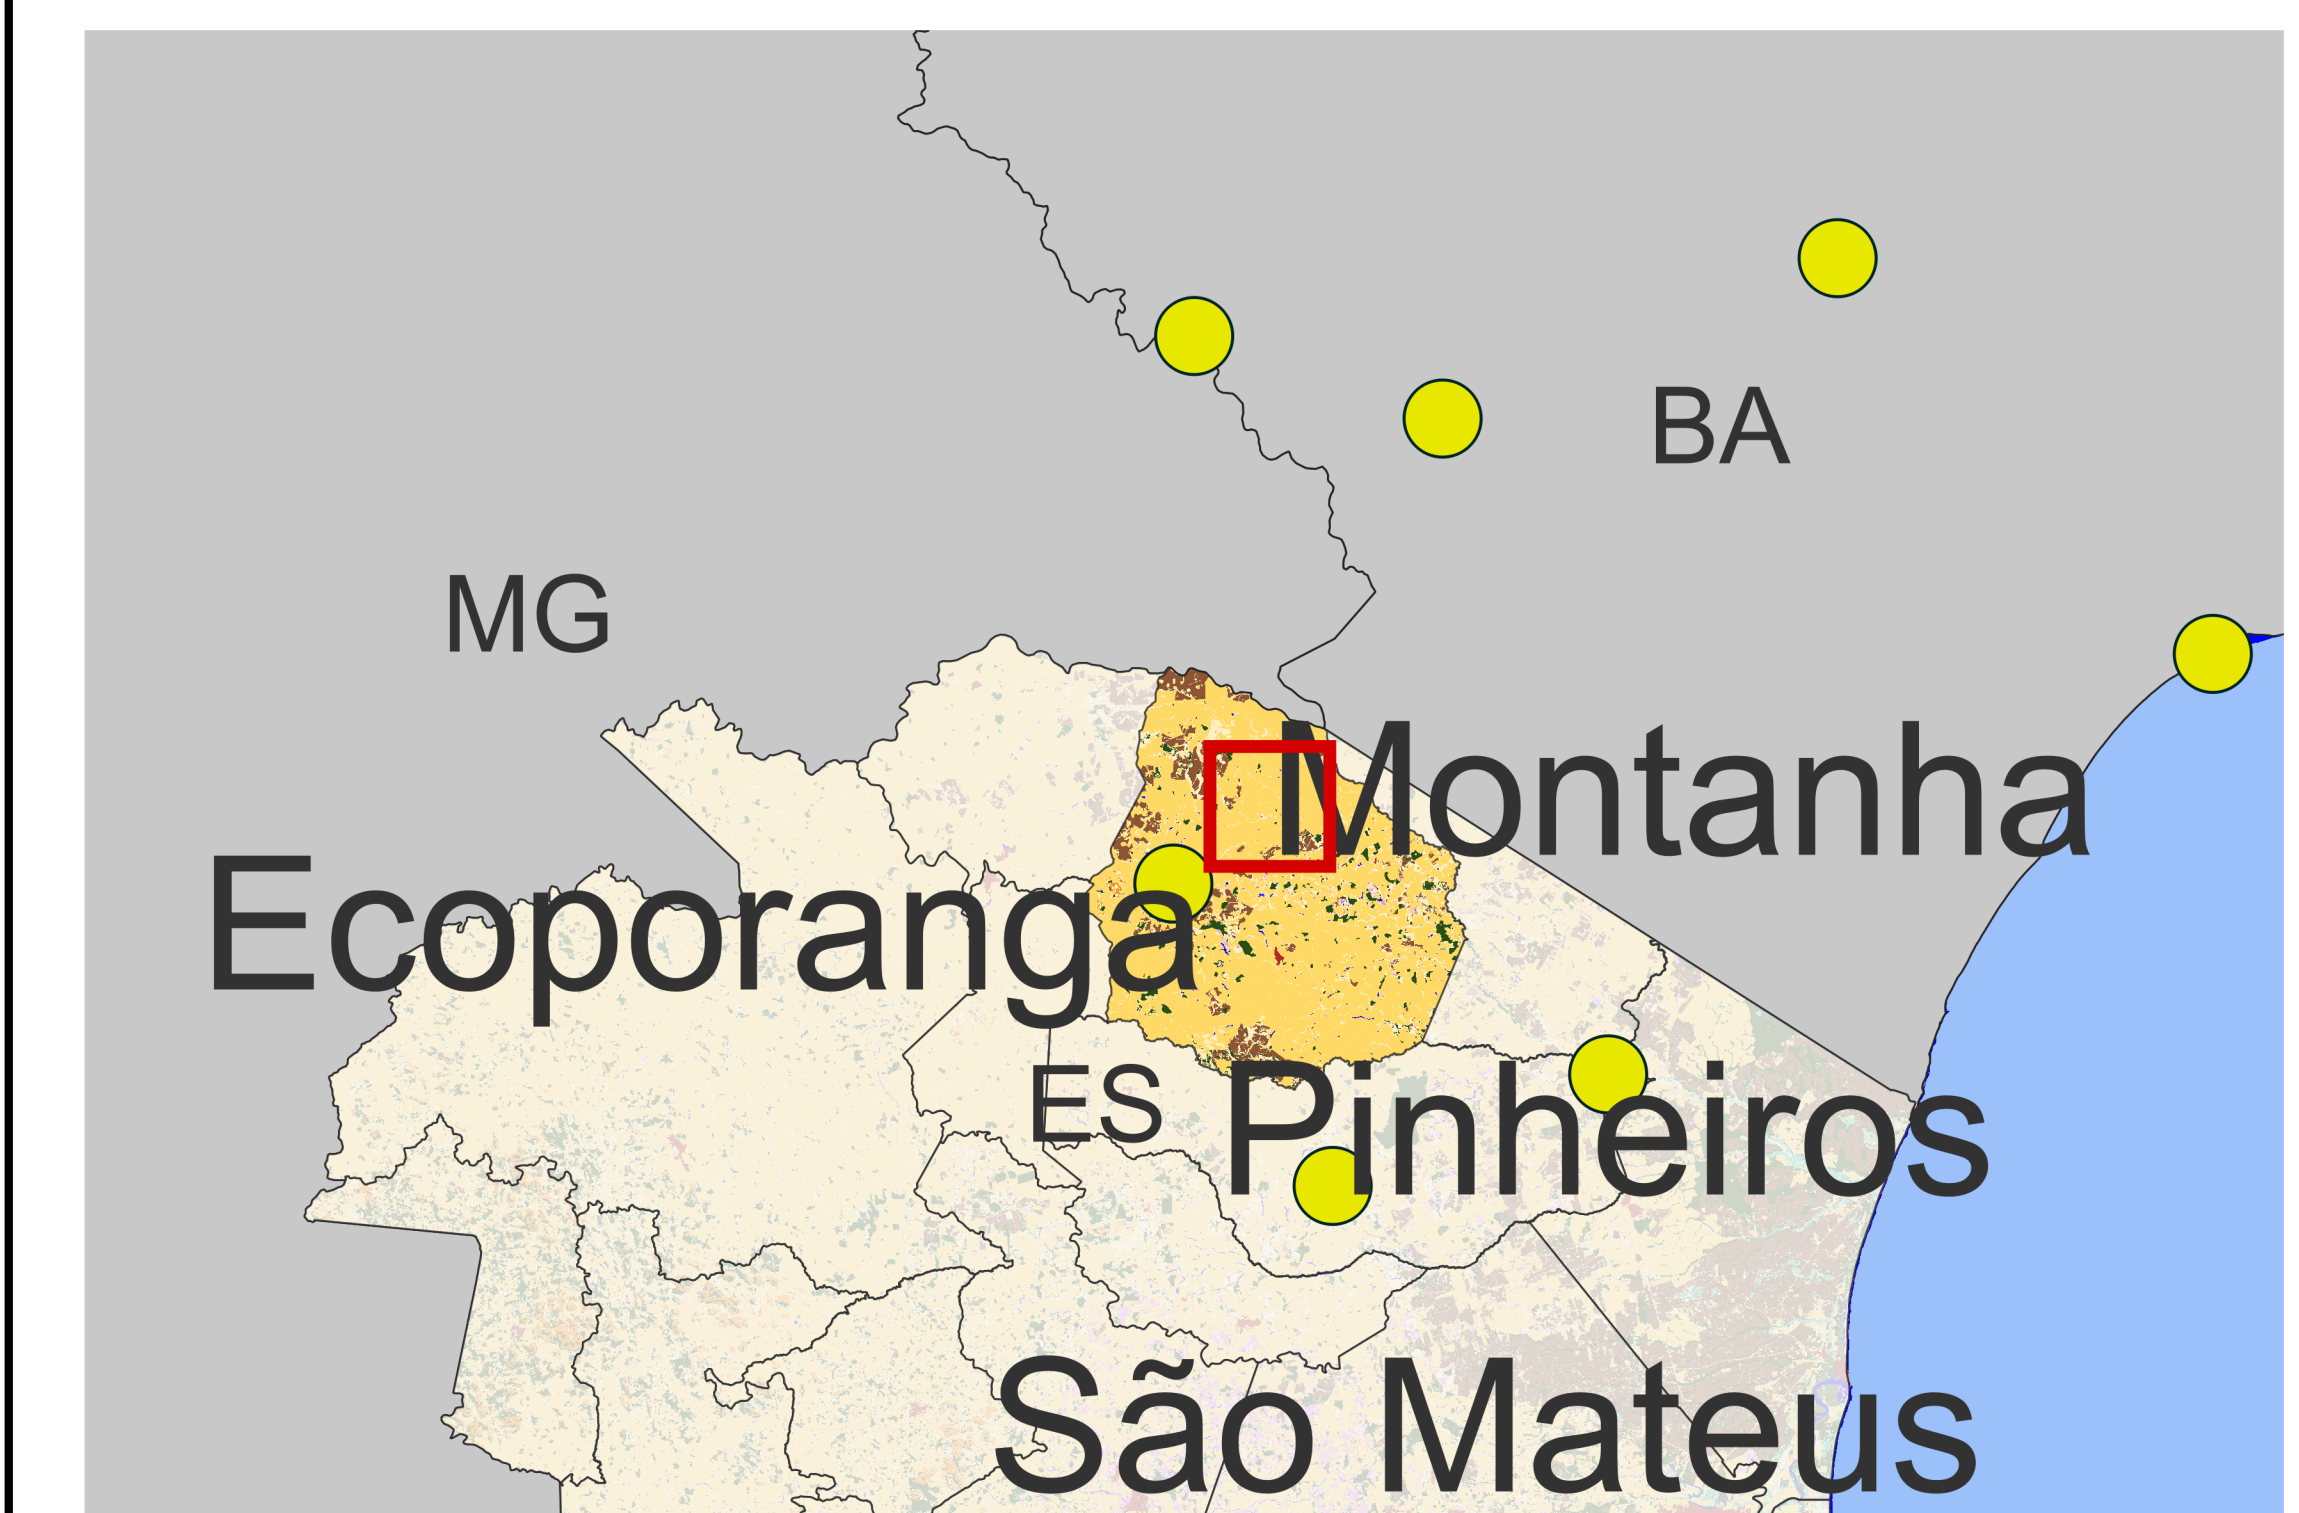 BA
MG
Montanha
Ecoporanga
ES
Pinheiros
São Mateus